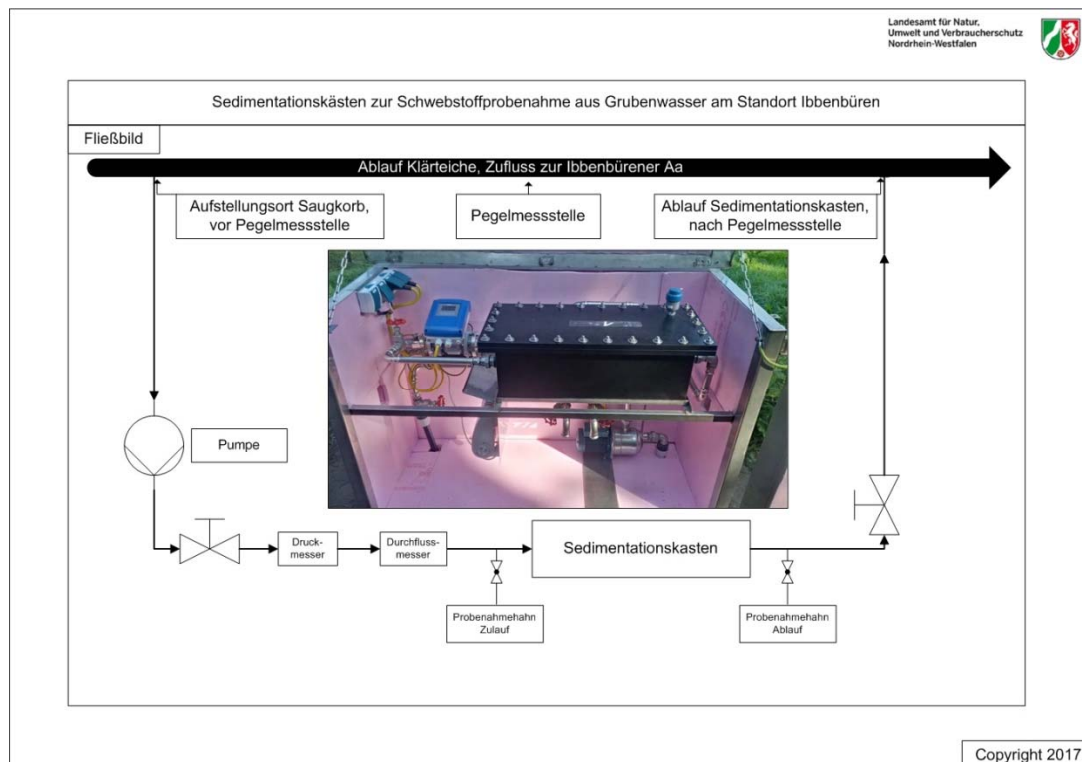 Landesamt für Natur,
Umwelt und Verbraucherschutz
Nordrhein-Westfalen
Sedimentationskästen zur Schwebstoffprobenahme aus Grubenwasser am Standort Ibbenbüren
Fließbild
Ablauf Klärteiche, Zufluss zur Ibbenbürener Aa
Aufstellungsort Saugkorb,
vor Pegelmessstelle
Pegelmessstelle
Ablauf Sedimentationskasten,
nach Pegelmessstelle
Pumpe
Druck-
messer
Durchfluss-
messer
Sedimentationskasten
Probenahmehahn
Zulauf
Probenahmehahn
Ablauf
Copyright 2017